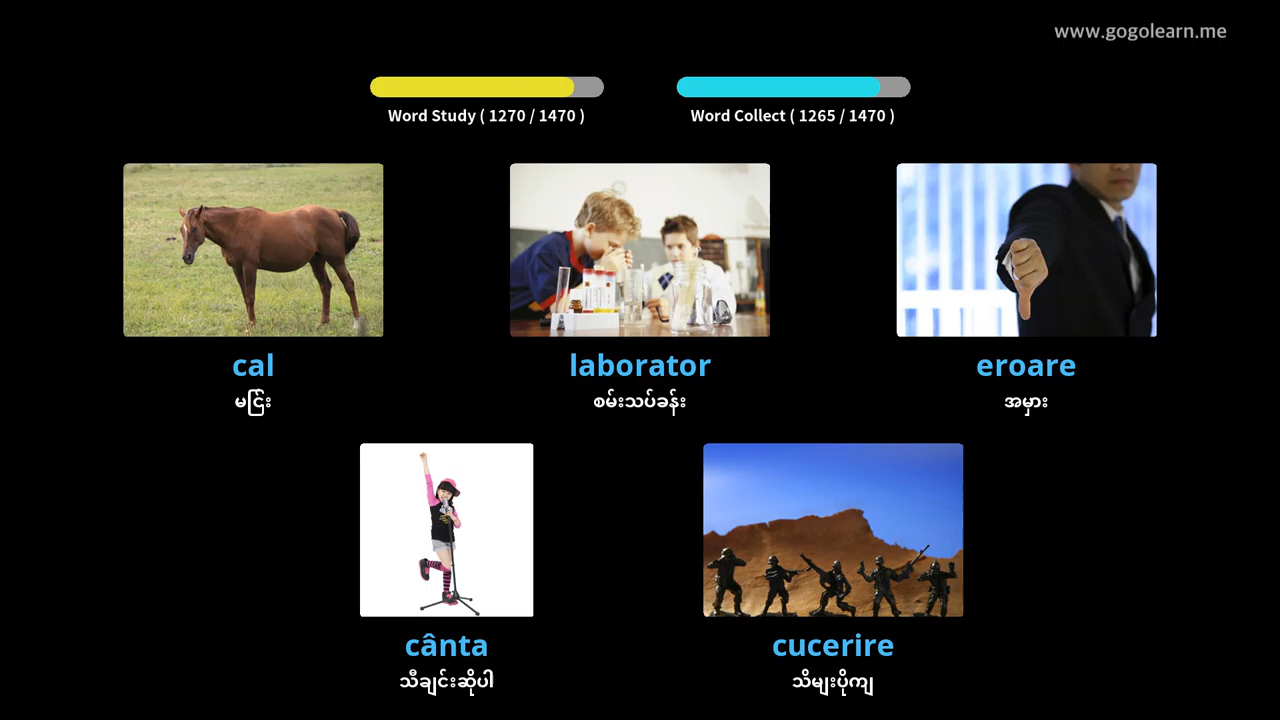 www.gogolearn.me
Word Study ( 1270 / 1470 )
Word Collect ( 1265 / 1470 )
cal
laborator
eroare
မငြ်း
စမ်းသပ်ခန်း
အမှား
cânta
cucerire
သီချင်းဆိုပါ
သိမျးပိုကျ